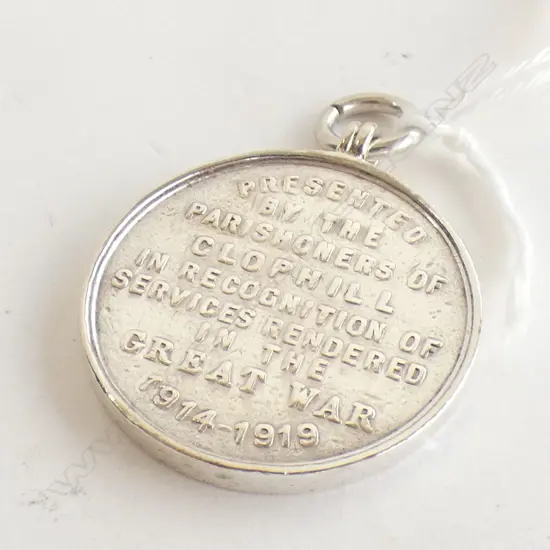 PRESENTED
BY THE
PARISHONERS OF
CLOPHILL
IN RECOGNITION OF
SERVICES RENDERED
IN THE
GREAT WAR
1914-1919